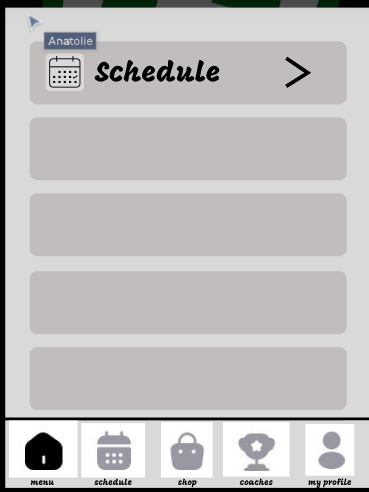 Anatolie
Schedule
menu
schedule
shop
coaches
my profile